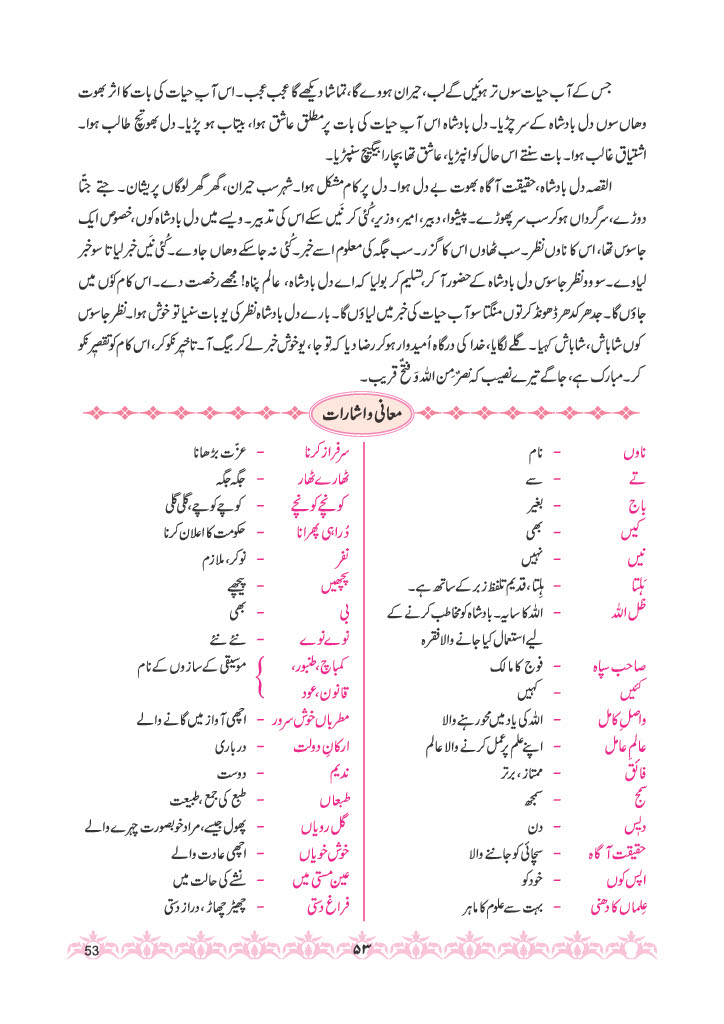 جس کے آب حیات سوں تر ہوئیں گے لب، حیران ہووے گا، تماشا دیکھے گا عجب عجب۔ اس آبِ حیات کی بات کا اثر بھوت
وھاں سوں دل بادشاہ کے سر چڑیا۔ دل بادشاہ اس آبِ حیات کی بات پر مطلق عاشق ہوا، بیتاب ہو پڑیا۔ دل بھوتیچ طالب ہوا۔
اشتیاق غالب ہوا۔ بات سنتے اس حال کوں انپڑیا، عاشق تھا بچارا بیگیچ سنپڑیا۔
القصہ دل بادشاہ، حقیقت آگاہ بھوت بے دل ہوا۔ دل پر کام مشکل ہوا۔ شہر سب حیران، گھر گھر لوگاں پریشان۔ جتے جتّا
دوڑے، سرگرداں ہو کر سب سر پھوڑے۔ پیشوا، دبیر، امیر، وزیر، کُئی کر نَیں سکے اس کی تدبیر۔ ویسے میں دل بادشاہ کوں، خصوص ایک
جاسوس تھا، اس کا ناوں نظر۔ سب ٹھاوں اس کا گزر۔ سب جگہ کی معلوم اسے خبر۔ کُئی نہ جاسکے وھاں جاوے۔ کُئی نَیں خبر لیا تا سو خبر
لیاوے۔ سو وو نظر جاسوس دل بادشاہ کے حضور آکر، تسلیم کر بولیا کہ اے دل بادشاہ، عالم پناہ! مجھے رخصت دے۔ اس کام کوں میں
جاؤں گا۔ جدھر کدھر ڈھونڈ کر توں منگتا سو آب حیات کی خبر میں لیاؤں گا۔ بارے دل بادشاہ نظر کی یو بات سنیا تو خوش ہوا۔ نظر جاسوس
کوں شاباش، شاباش کہیا۔ گلے لگایا، خدا کی درگاہ اُمیدوار ہو کر رضا دیا کہ تو جا، یو خوش خبر لے کر بیگ آ۔ تاخیر نکو کر، اس کام کو تقصیر نکو
کر۔ مبارک ہے، جاگے تیرے نصیب کہ نصرٌ مِن اللہ وَ فتحٌ قریب۔
معانی و اشارات
ناوں - نام
تے - سے
باج - بغیر
کیں - بھی
نیں - نہیں
ہَلتا - ہِلتا، قدیم تلفظ زبر کے ساتھ ہے۔
ظل اللہ - اللہ کا سایہ۔ بادشاہ کو مخاطب کرنے کے
لیے استعمال کیا جانے والا فقرہ
صاحب سپاہ - فوج کا مالک
کئیں - کہیں
واصلِ کامل - اللہ کی یاد میں محو رہنے والا
عالمِ عامل - اپنے علم پر عمل کرنے والا عالم
فائق - ممتاز، برتر
سمج - سمجھ
دیس - دن
حقیقت آگاہ - سچائی کو جاننے والا
اپس کوں - خود کو
عِلماں کا دھنی - بہت سے علوم کا ماہر
سرفراز کرنا - عزّت بڑھانا
ٹھارے ٹھار - جگہ جگہ
کونچے کونچے - کوچے کوچے، گلی گلی
دُراہی پھرانا - حکومت کا اعلان کرنا
نفر - نوکر، ملازم
پچھیں - پیچھے
بی - بھی
نوے نوے - نئے نئے
کمباچ، طنبور، } موسیقی کے سازوں کے نام
قانون، عود
مطرباں خوش سرور - اچھی آواز میں گانے والے
ارکانِ دولت - درباری
ندیم - دوست
طبعاں - طبع کی جمع، طبیعت
گل رویاں - پھول جیسے، مراد خوبصورت چہرے والے
خوش خویاں - اچھی عادت والے
عین مستی میں - نشے کی حالت میں
فراغ دستی - چھیڑ چھاڑ، دراز دستی
53
۵۳